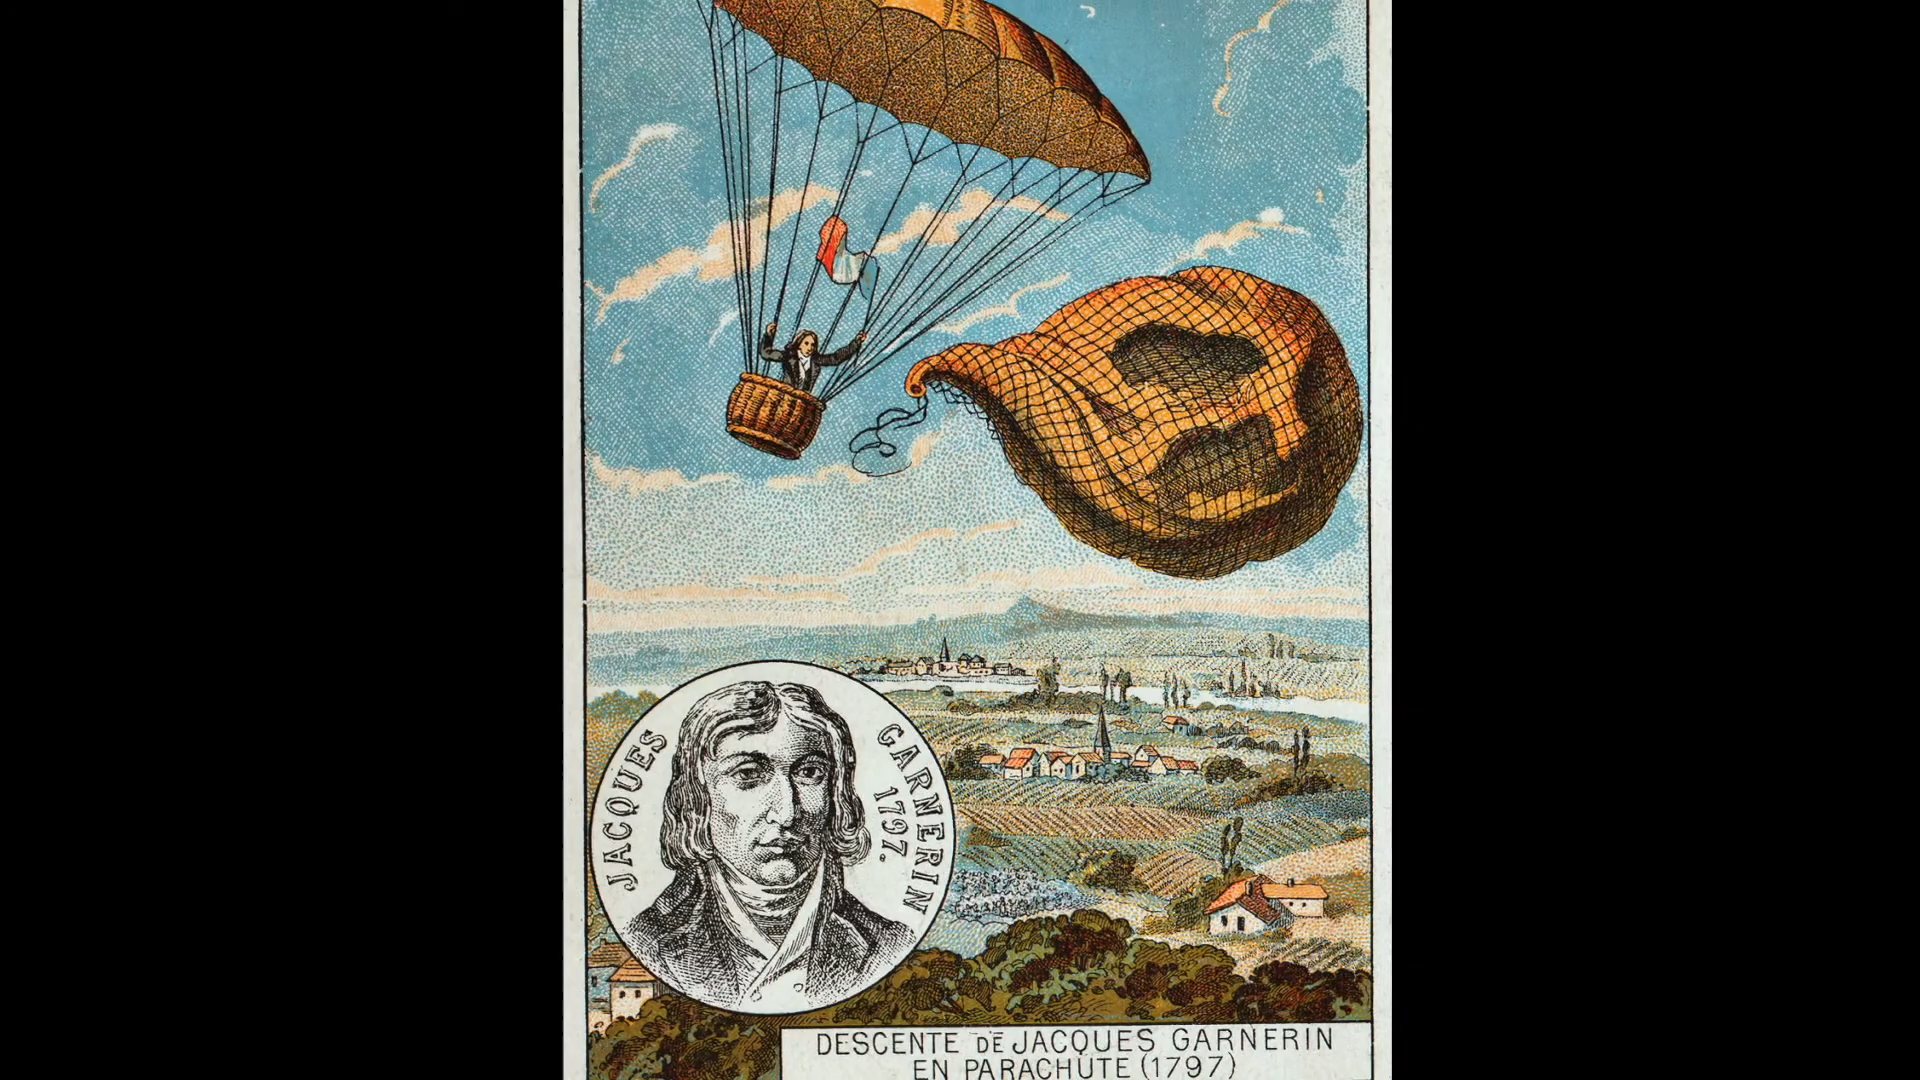 JACQUES
GARNERIN
1797.
DESCENTE DE JACQUES GARNERIN
EN PARACHUTE (1797)